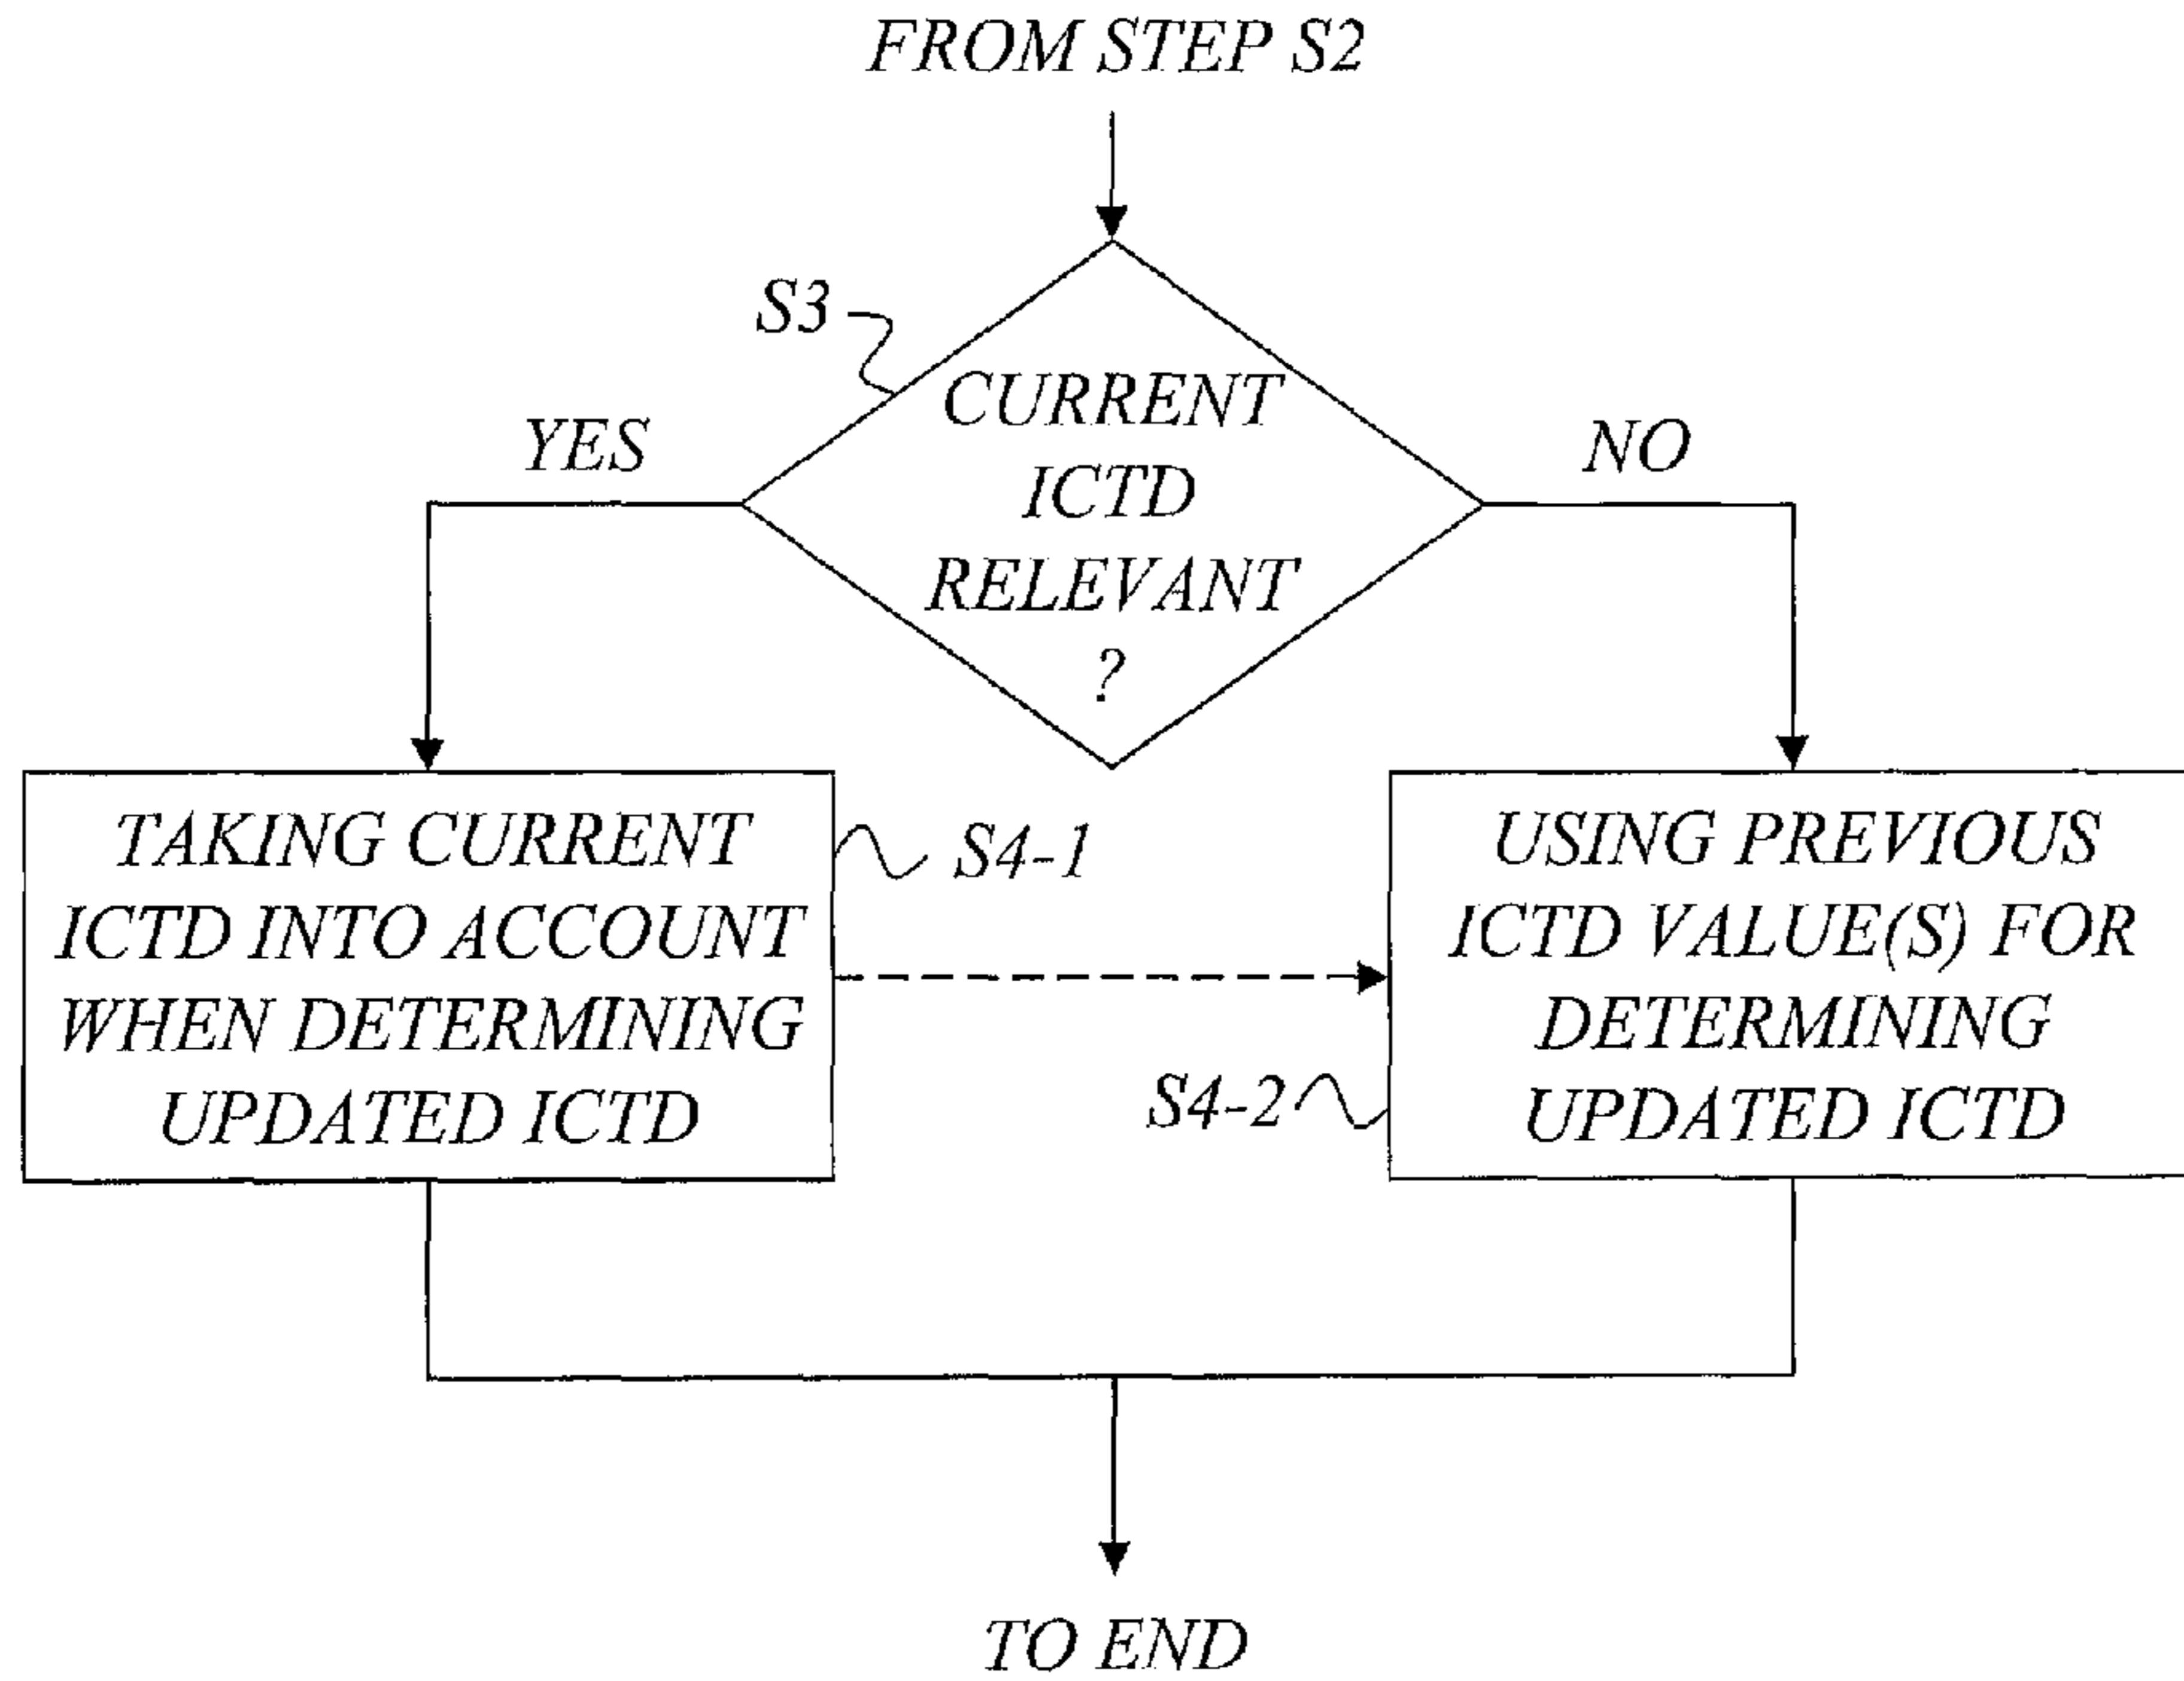 FROM STEP S2
S3
CURRENT
ICTD
RELEVANT
?
YES
NO
TAKING CURRENT
ICTD INTO ACCOUNT
WHEN DETERMINING
UPDATED ICTD
S4-1
USING PREVIOUS
ICTD VALUE(S) FOR
DETERMINING
UPDATED ICTD
S4-2
TO END